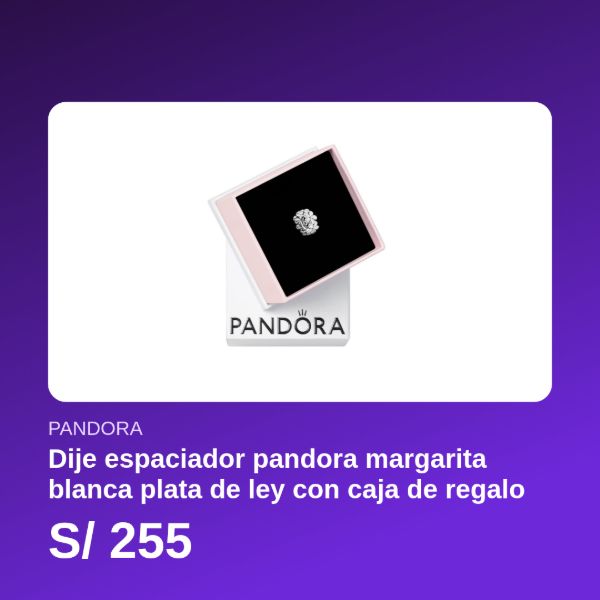 PANDORA
PANDORA
Dije espaciador pandora margarita
blanca plata de ley con caja de regalo
S/ 255